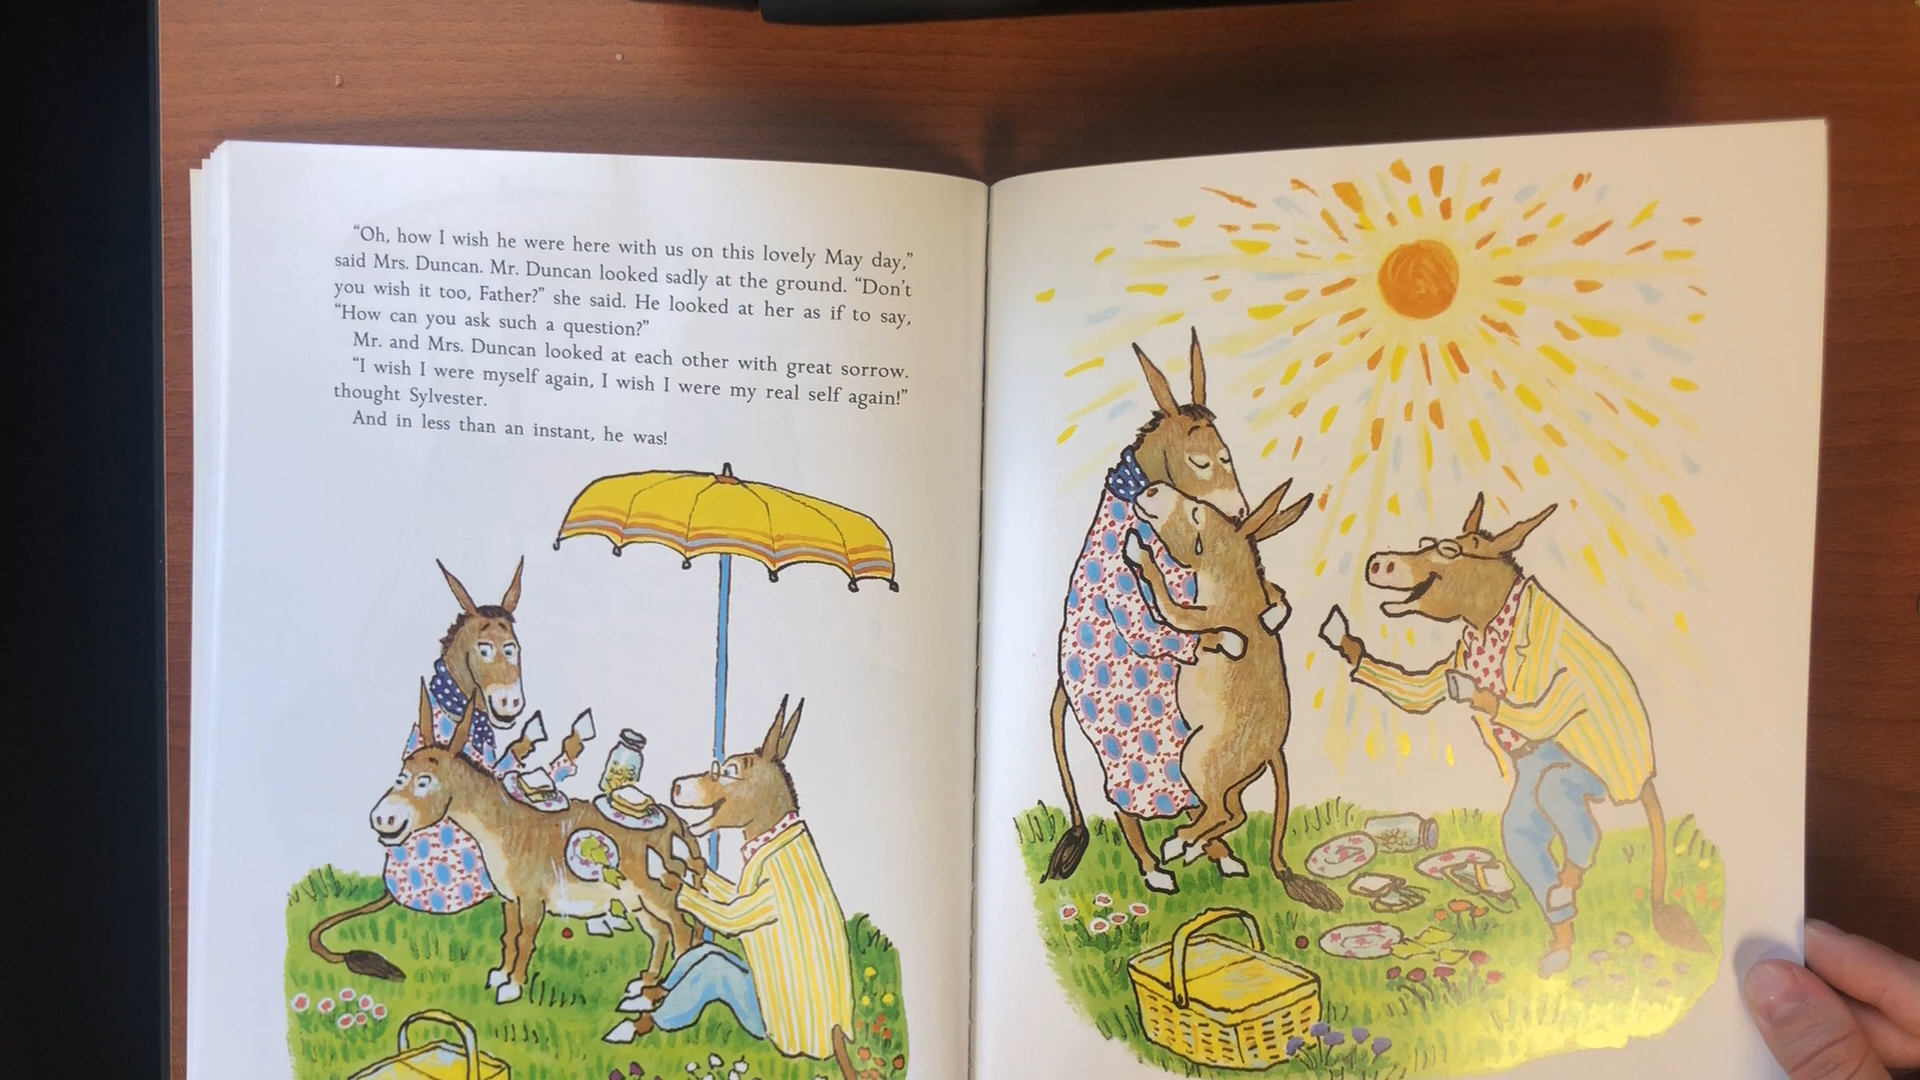 “Oh, how I wish he were here with us on this lovely May day,”
said Mrs. Duncan. Mr. Duncan looked sadly at the ground. “Don’t
you wish it too, Father?” she said. He looked at her as if to say,
“How can you ask such a question?”
Mr. and Mrs. Duncan looked at each other with great sorrow.
“I wish I were myself again, I wish I were my real self again!”
thought Sylvester.
And in less than an instant, he was!